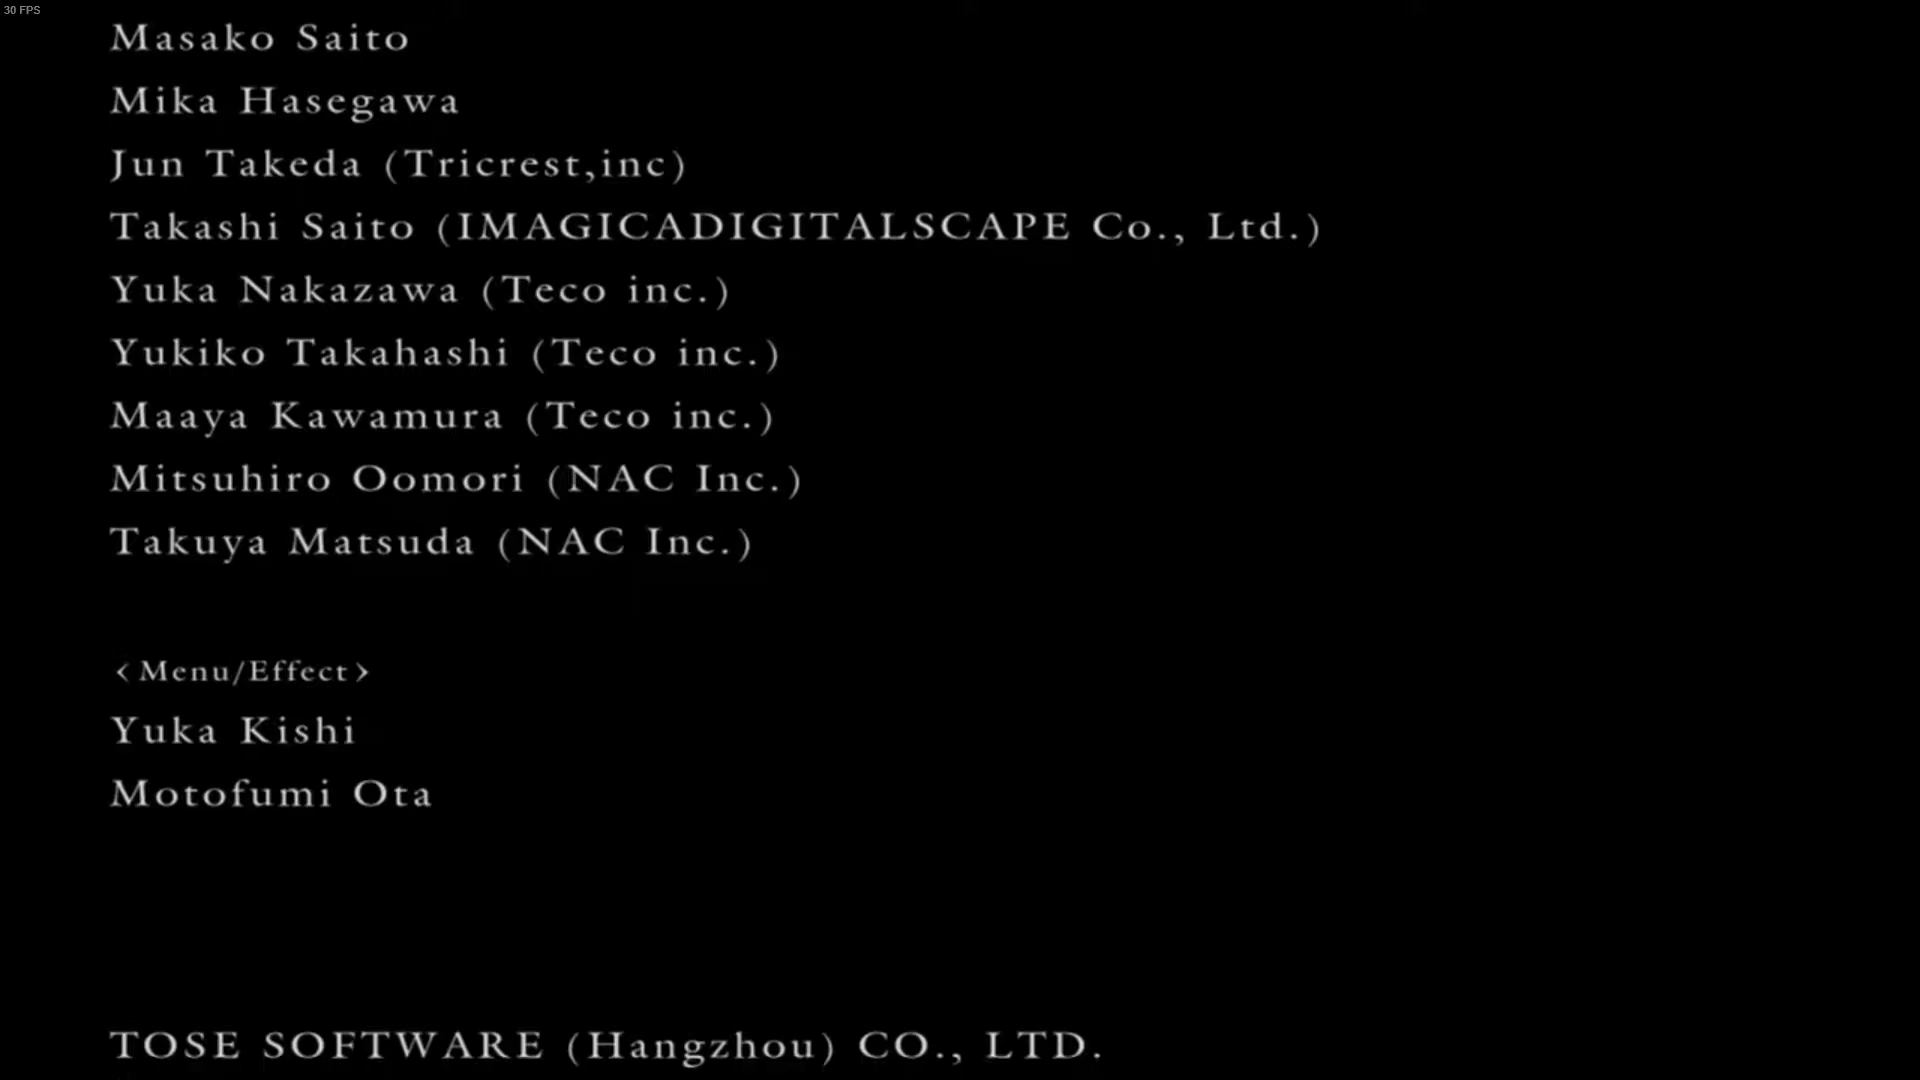 30 FPS
Masako Saito
Mika Hasegawa
Jun Takeda (Tricrest,inc)
Takashi Saito (IMAGICADIGITALSCAPE Co., Ltd.)
Yuka Nakazawa (Teco inc.)
Yukiko Takahashi (Teco inc.)
Maaya Kawamura (Teco inc.)
Mitsuhiro Oomori (NAC Inc.)
Takuya Matsuda (NAC Inc.)
<Menu/Effect>
Yuka Kishi
Motofumi Ota
TOSE SOFTWARE (Hangzhou) CO., LTD.